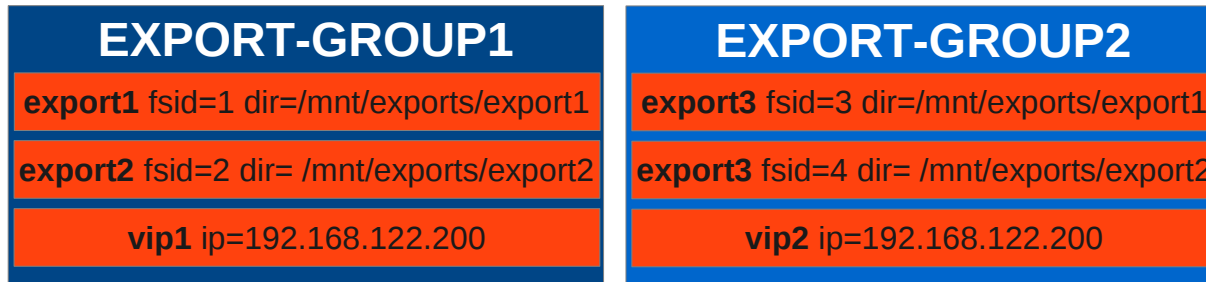 EXPORT-GROUP1
export1 fsid=1 dir=/mnt/exports/export1
export2 fsid=2 dir= /mnt/exports/export2
vip1 ip=192.168.122.200
EXPORT-GROUP2
export3 fsid=3 dir=/mnt/exports/export1
export3 fsid=4 dir= /mnt/exports/export2
vip2 ip=192.168.122.200